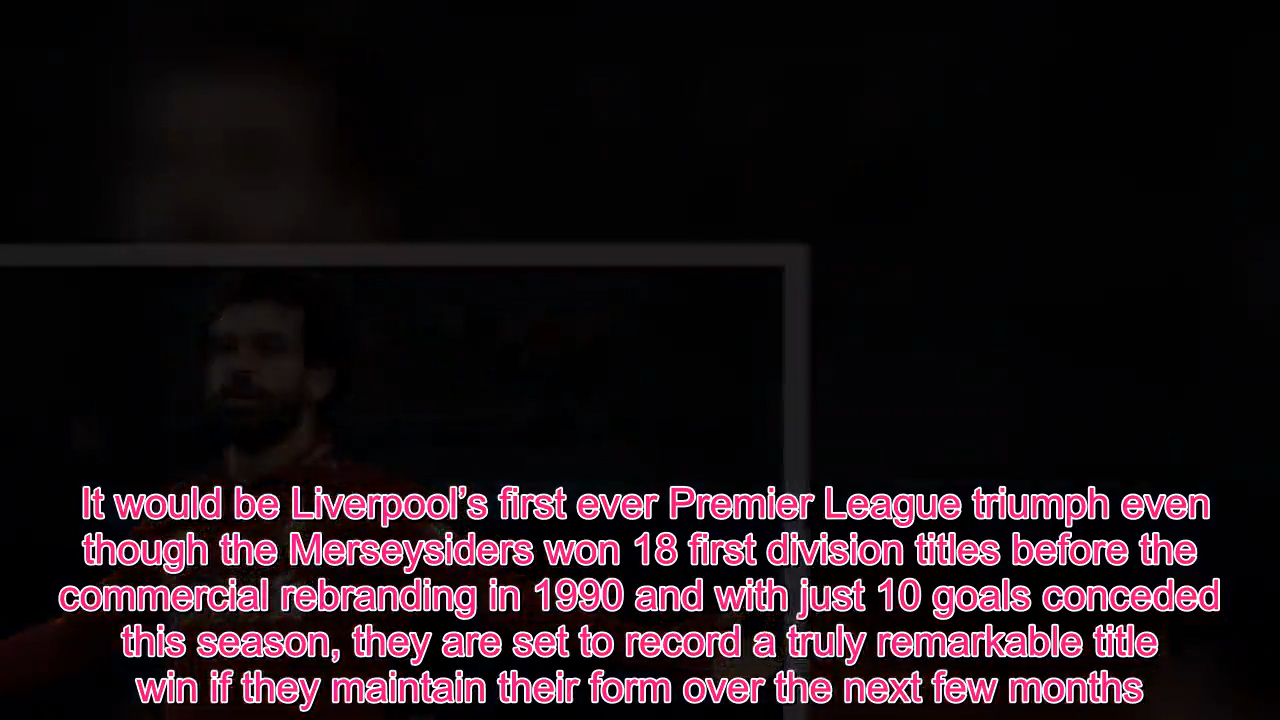 It would be Liverpool’s first ever Premier League triumph even
though the Merseysiders won 18 first division titles before the
commercial rebranding in 1990 and with just 10 goals conceded
this season, they are set to record a truly remarkable title
win if they maintain their form over the next few months